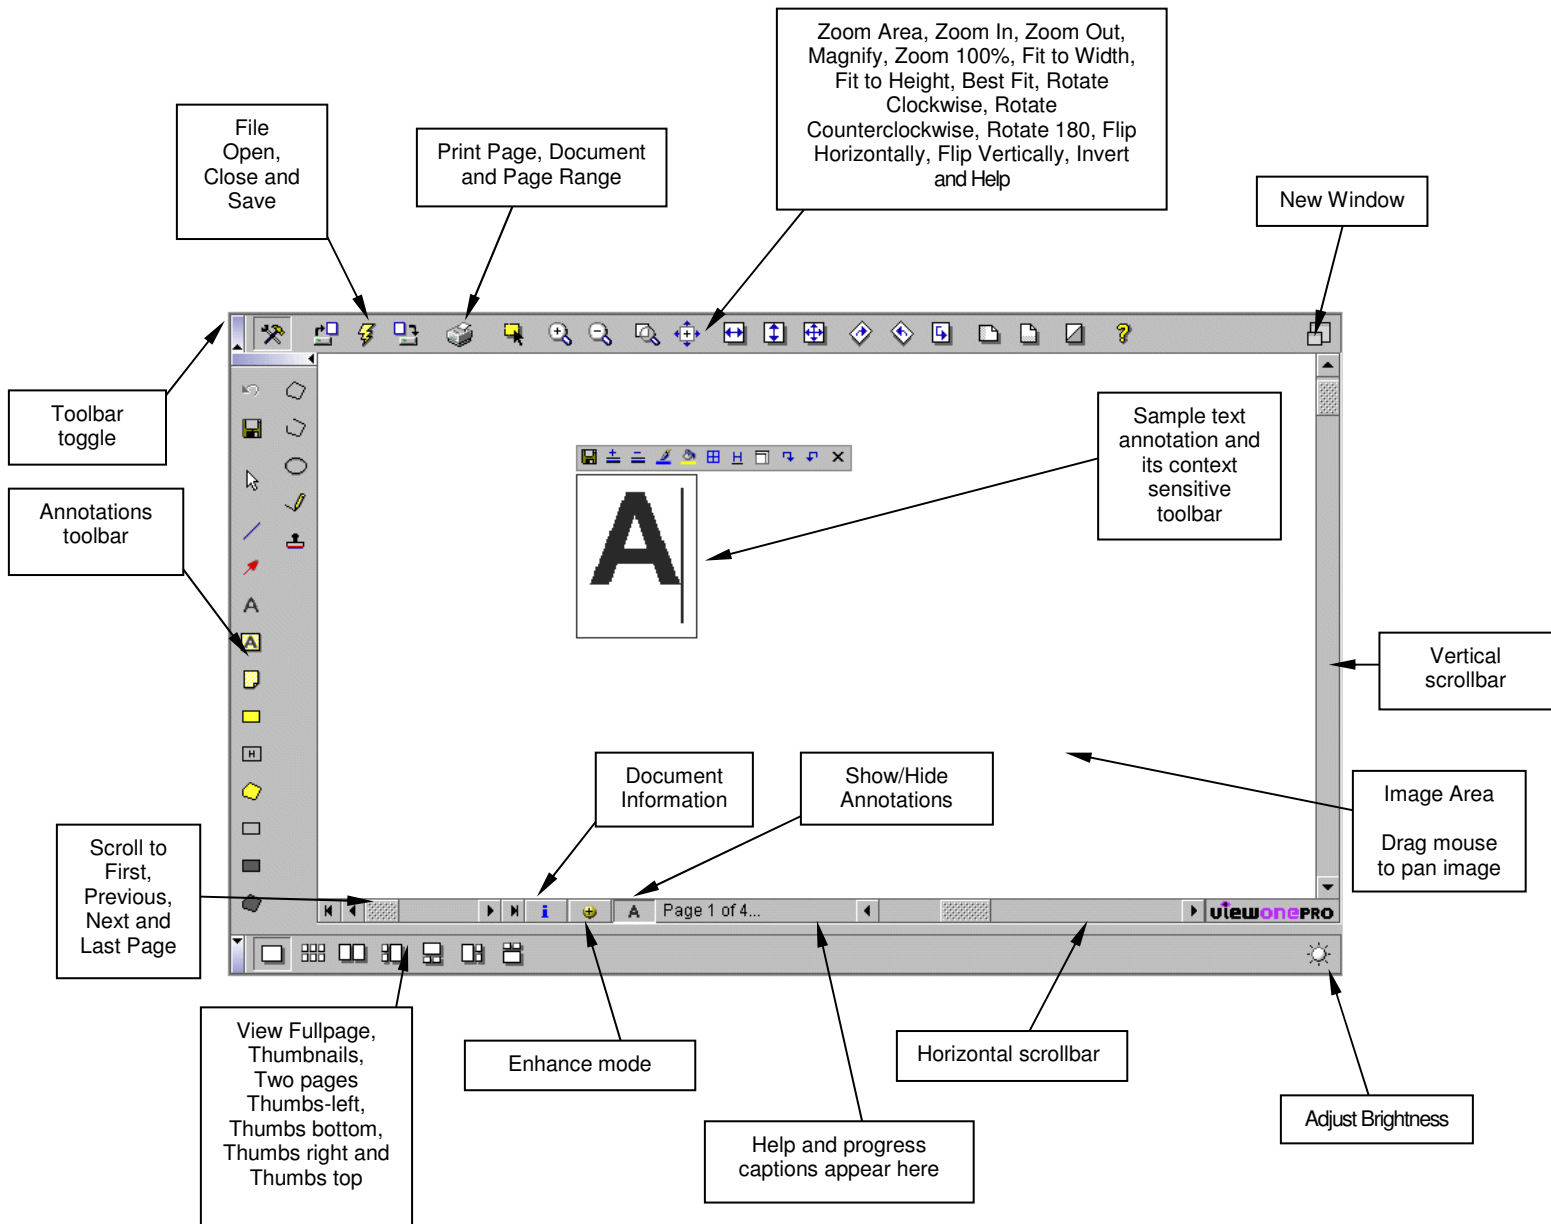 Zoom Area, Zoom In, Zoom Out,
Magnify, Zoom 100%, Fit to Width,
Fit to Height, Best Fit, Rotate
Clockwise, Rotate
Counterclockwise, Rotate 180, Flip
Horizontally, Flip Vertically, Invert
and Help
File
Open,
Close and
Save
Print Page, Document
and Page Range
New Window
Toolbar
toggle
Sample text
annotation and
its context
sensitive
toolbar
H
A
Annotations
toolbar
A
A
H
Vertical
scrollbar
Document
Information
Show/Hide
Annotations
Image Area
Drag mouse
to pan image
Scroll to
First,
Previous,
Next and
Last Page
i
A
Page 1 of 4...
viewonePRO
View Fullpage,
Thumbnails,
Two pages
Thumbs-left,
Thumbs bottom,
Thumbs right and
Thumbs top
Enhance mode
Horizontal scrollbar
Adjust Brightness
Help and progress
captions appear here